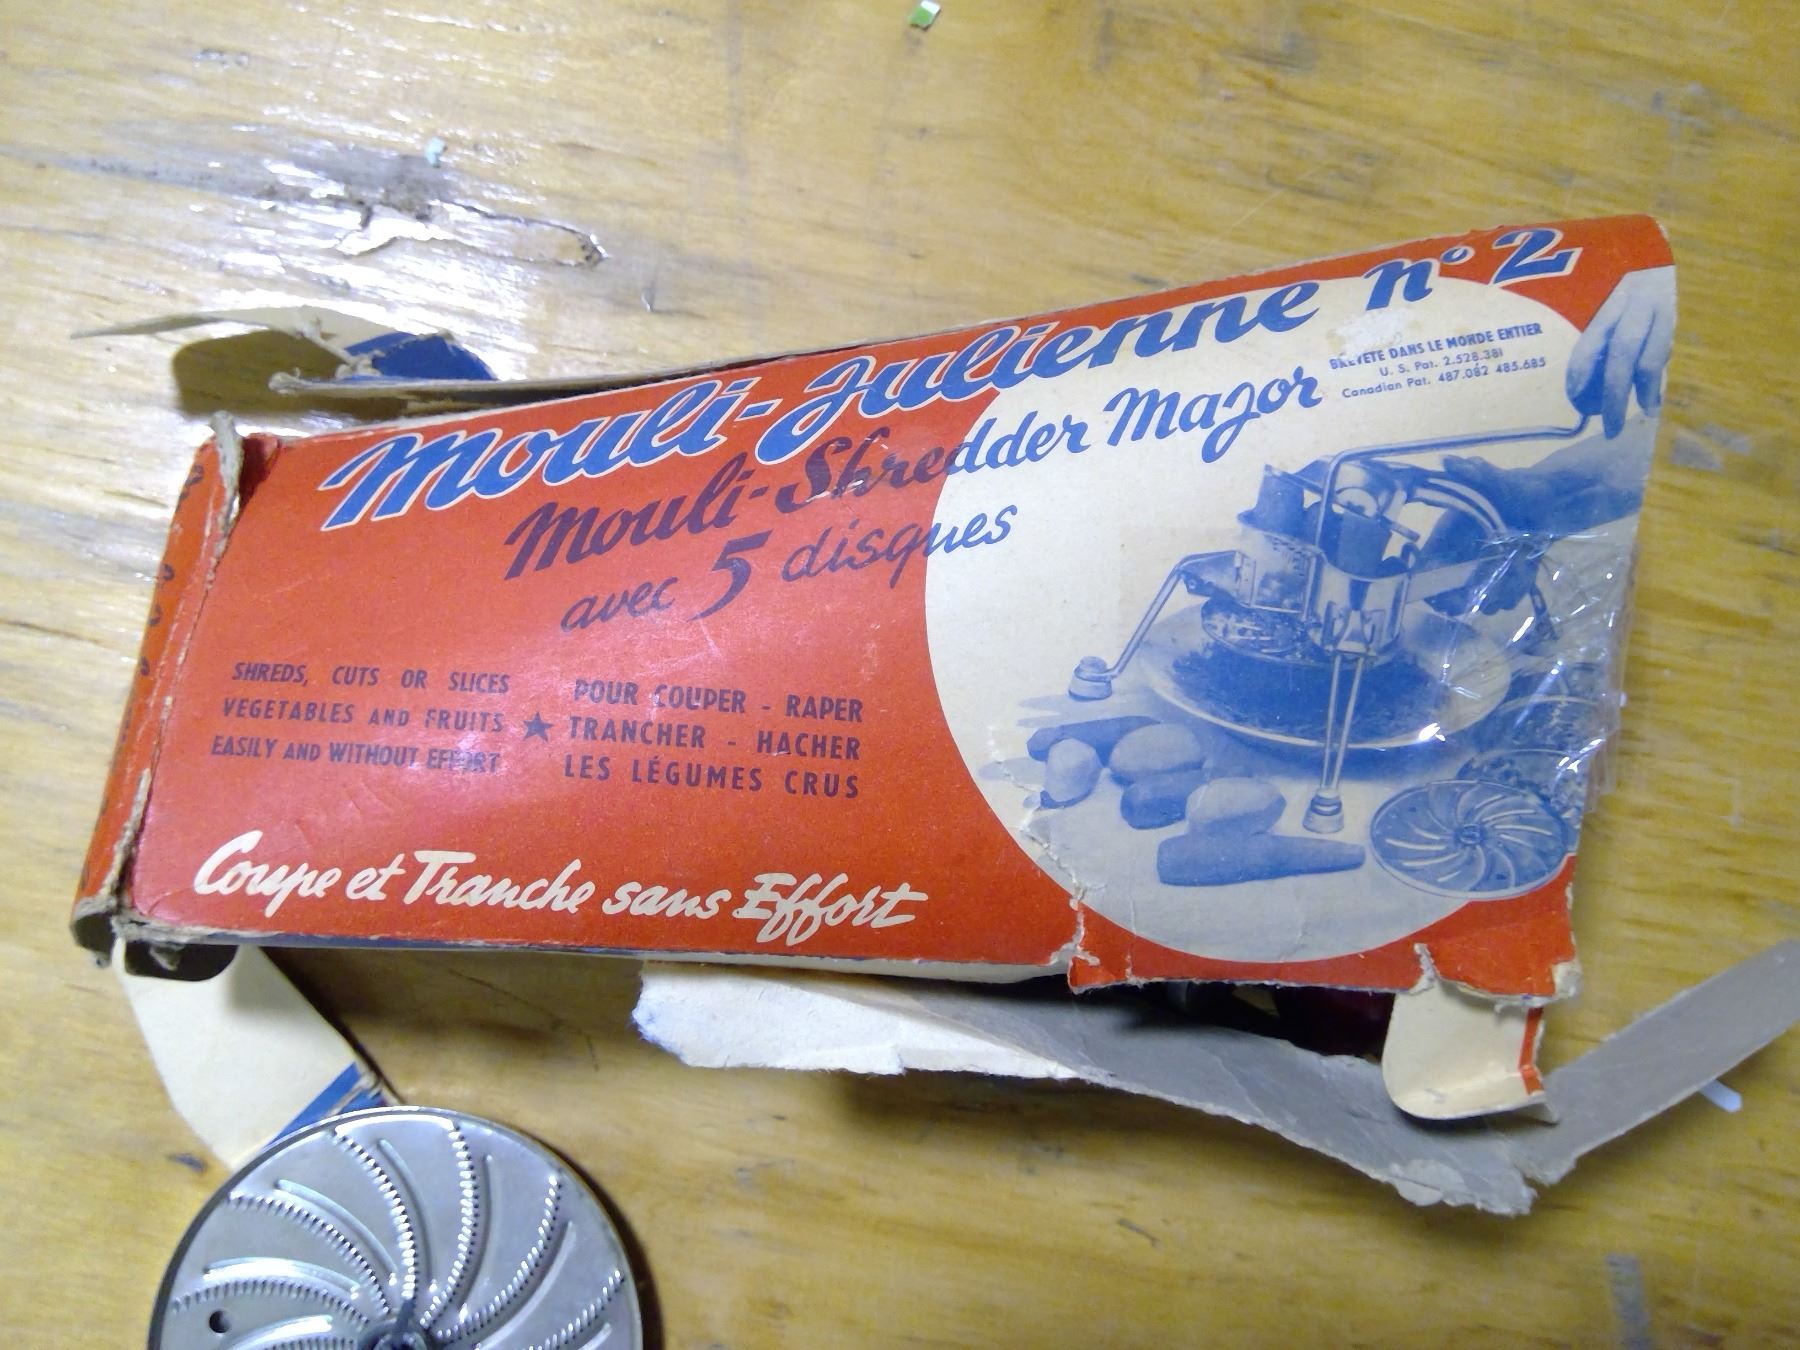 Mouli-Julienne n° 2
Mouli-Shredder Major
avec 5 disques
BREVETÉ DANS LE MONDE ENTIER
U. S. Pat. 2.528.381
Canadian Pat. 487.082 485.685
SHREDS, CUTS OR SLICES
VEGETABLES AND FRUITS
EASILY AND WITHOUT EFFORT
★
POUR COUPER - RAPER
TRANCHER - HACHER
LES LÉGUMES CRUS
Coupe et Tranche sans Effort